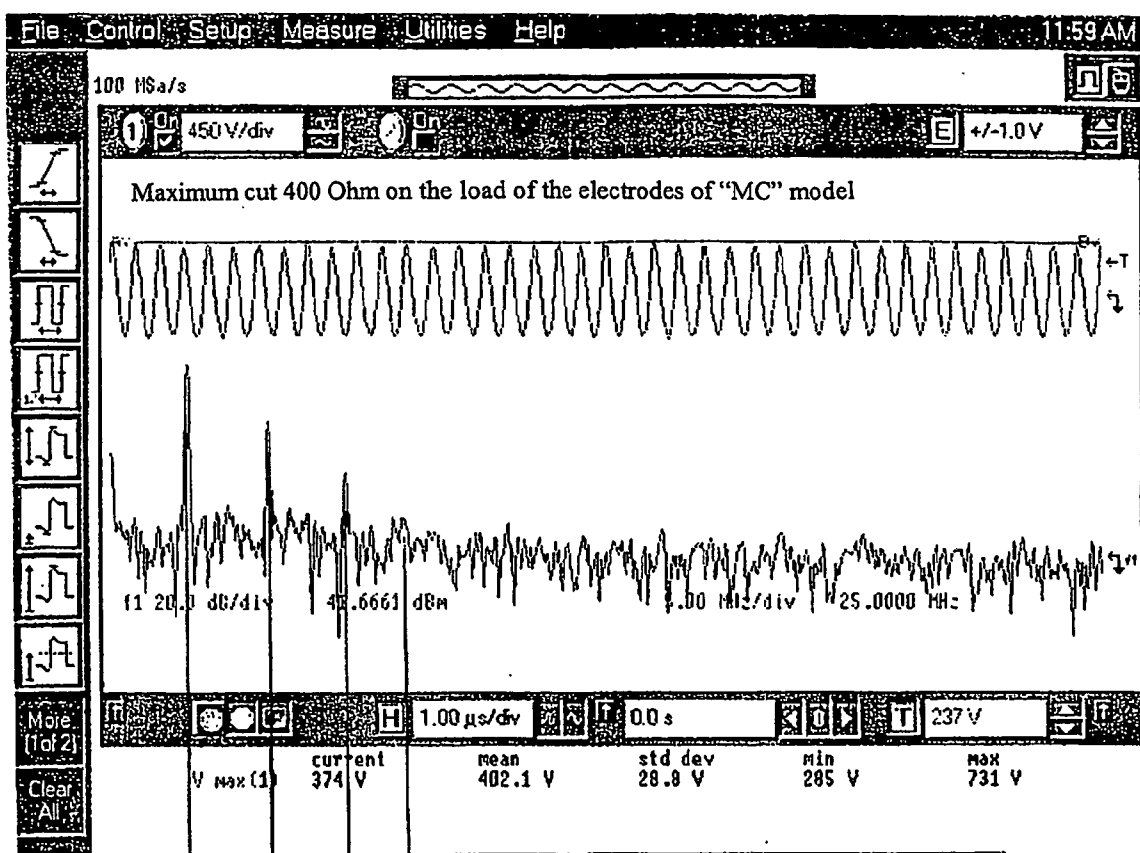 File Control Setup Measure Utilities Help 11:59 AM
100 MSa/s
1 On 450 V/div On E +/-1.0 V
Maximum cut 400 Ohm on the load of the electrodes of “MC” model
←T
f1 20.0 dB/div dBm MHz/div 25.0000 MHz
H 1.00 µs/div 0.0 s 0 T 237 V
More
(1 of 2)
current mean std dev min max
V max(1) 374 V 402.1 V 28.8 V 285 V 731 V
Clear
All